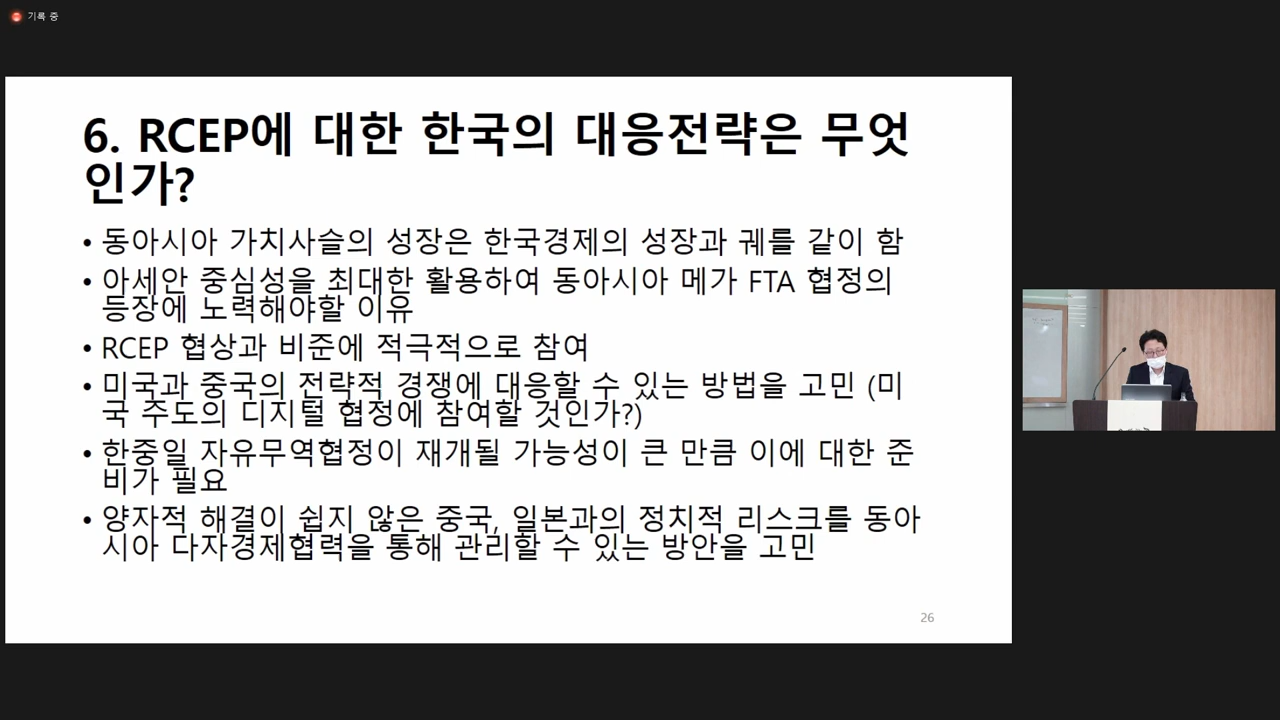 기록 중
6. RCEP에 대한 한국의 대응전략은 무엇
인가?
• 동아시아 가치사슬의 성장은 한국경제의 성장과 궤를 같이 함
• 아세안 중심성을 최대한 활용하여 동아시아 메가 FTA 협정의
등장에 노력해야할 이유
• RCEP 협상과 비준에 적극적으로 참여
• 미국과 중국의 전략적 경쟁에 대응할 수 있는 방법을 고민 (미
국 주도의 디지털 협정에 참여할 것인가?)
• 한중일 자유무역협정이 재개될 가능성이 큰 만큼 이에 대한 준
비가 필요
• 양자적 해결이 쉽지 않은 중국, 일본과의 정치적 리스크를 동아
시아 다자경제협력을 통해 관리할 수 있는 방안을 고민
26